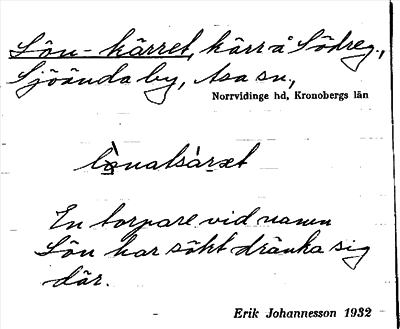 Lön-kärret, kärr å Södreg.,
Sjöända by, Asa sn.,
Norrvidinge hd, Kronobergs län
En torpare vid namn
Lön har sökt dränka sig
där.
Erik Johannesson 1932